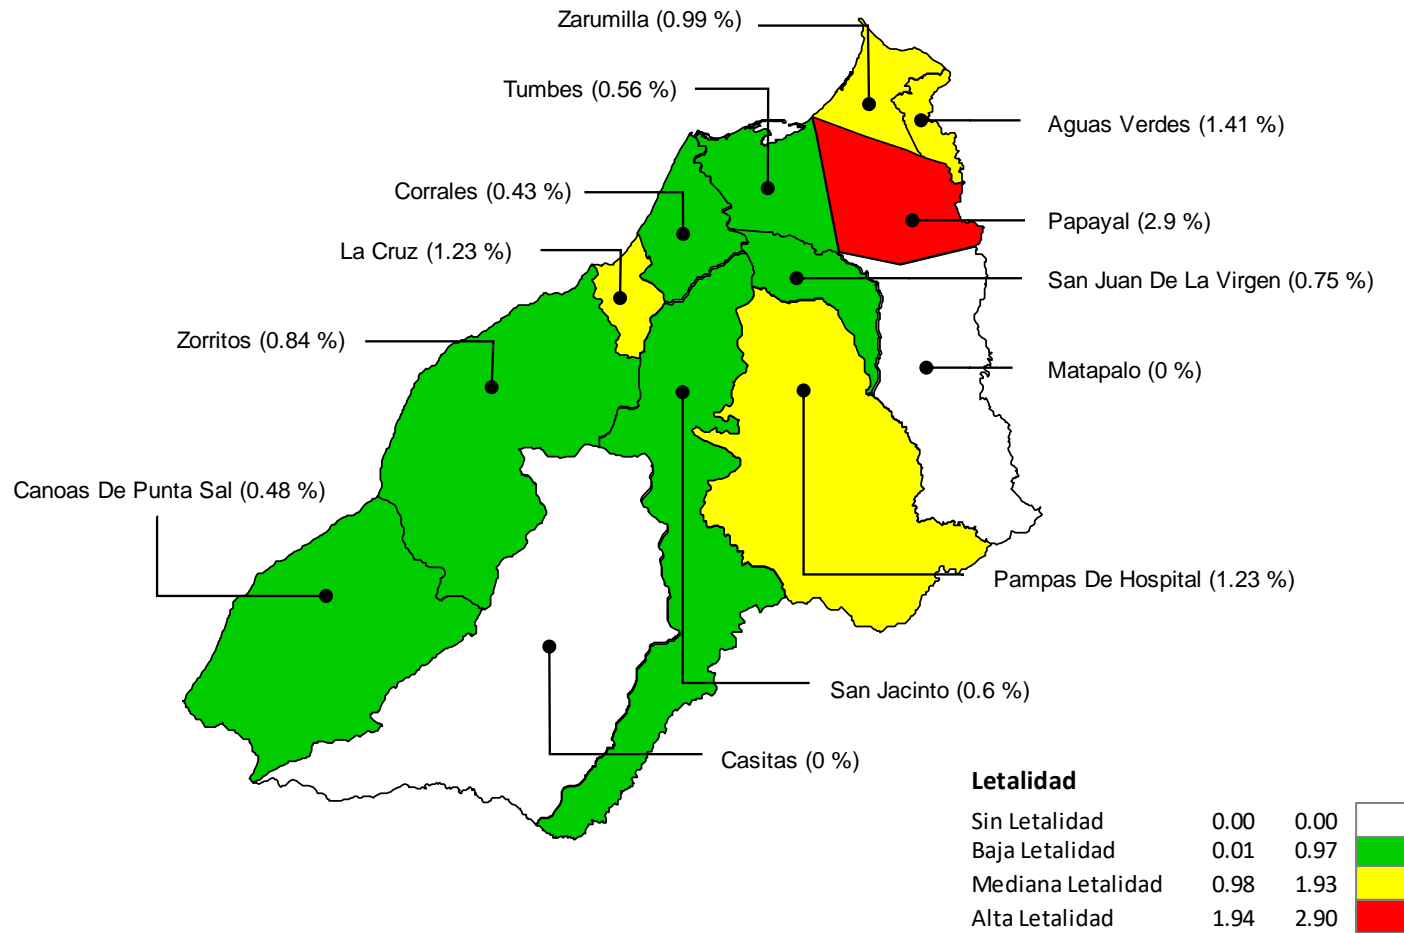 Zarumilla (0.99 %)
Tumbes (0.56 %)
Aguas Verdes (1.41 %)
Corrales (0.43 %)
Papayal (2.9 %)
La Cruz (1.23 %)
San Juan De La Virgen (0.75 %)
Zorritos (0.84 %)
Matapalo (0 %)
Canoas De Punta Sal (0.48 %)
Pampas De Hospital (1.23 %)
San Jacinto (0.6 %)
Casitas (0 %)
Letalidad
Sin Letalidad 0.00 0.00
Baja Letalidad 0.01 0.97
Mediana Letalidad 0.98 1.93
Alta Letalidad 1.94 2.90